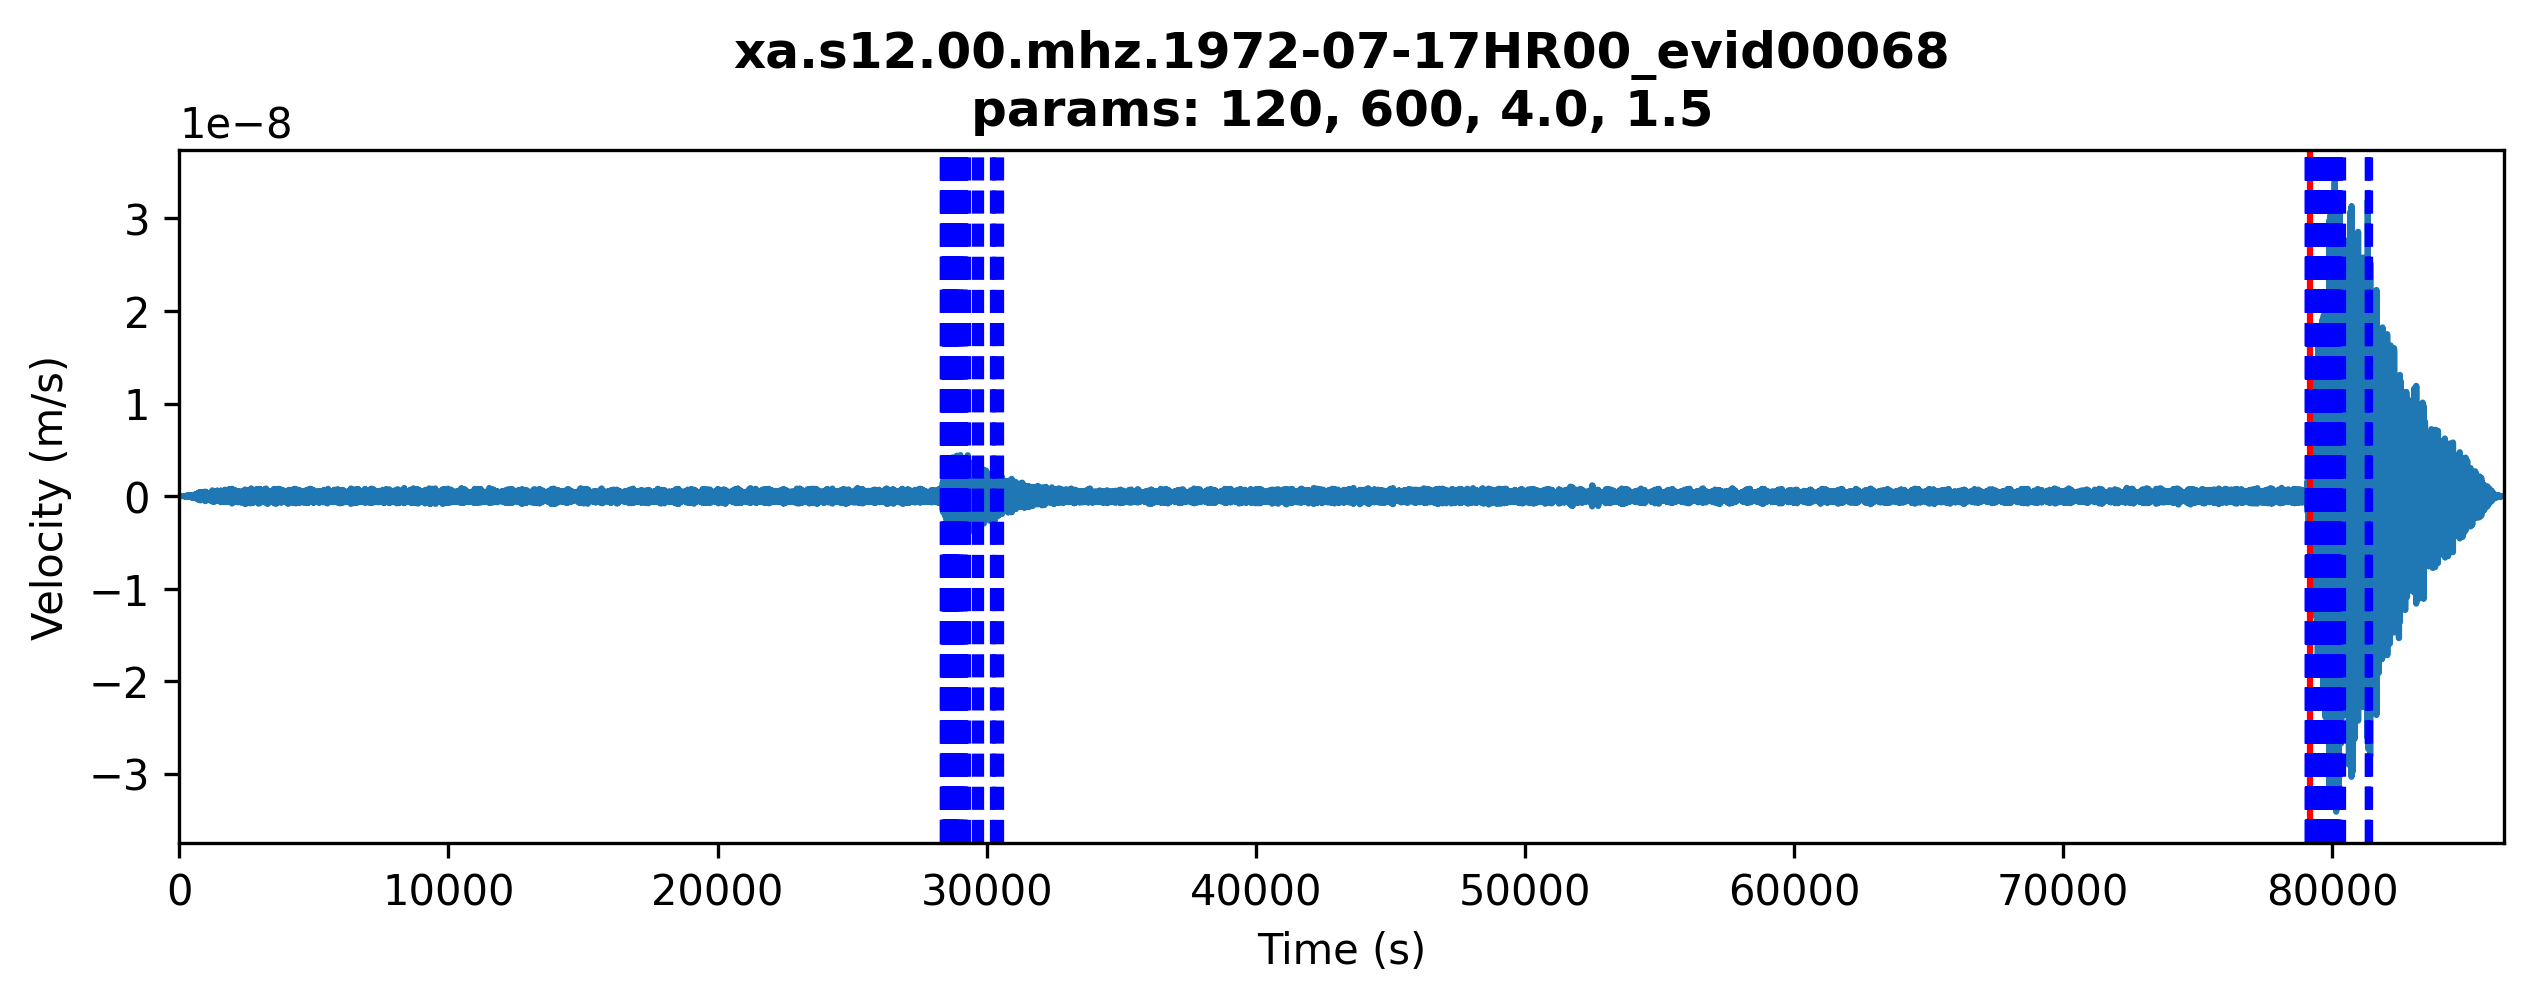 xa.s12.00.mhz.1972-07-17HR00_evid00068
params: 120, 600, 4.0, 1.5
1e−8
3
2
1
0
−1
−2
−3
Velocity (m/s)
0 10000 20000 30000 40000 50000 60000 70000 80000
Time (s)